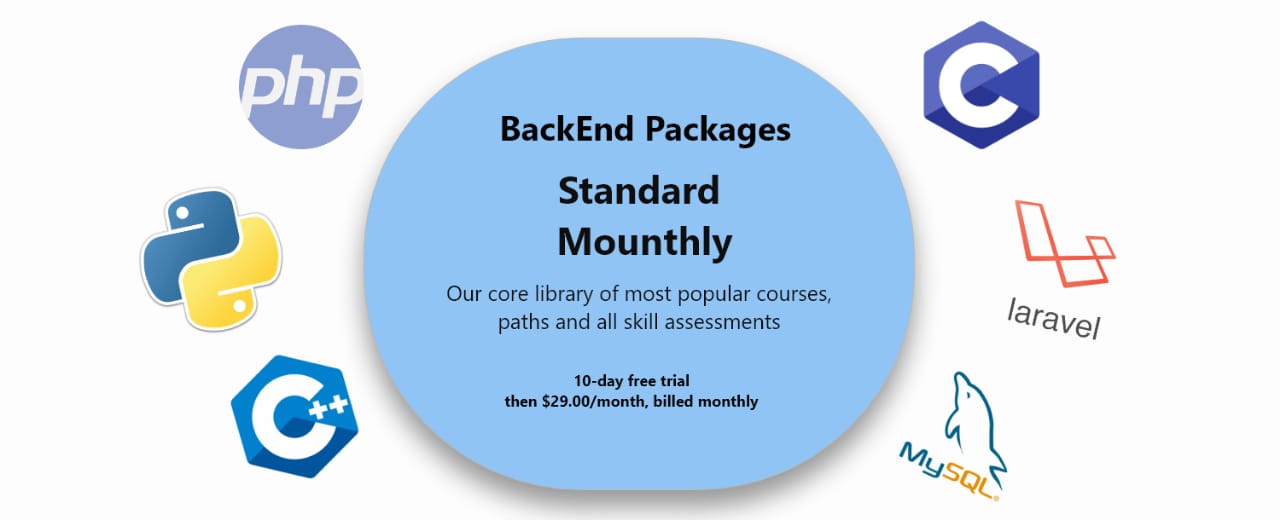 php
C
BackEnd Packages
Standard
Mounthly
Our core library of most popular courses,
paths and all skill assessments
laravel
C++
10-day free trial
then $29.00/month, billed monthly
MySQL